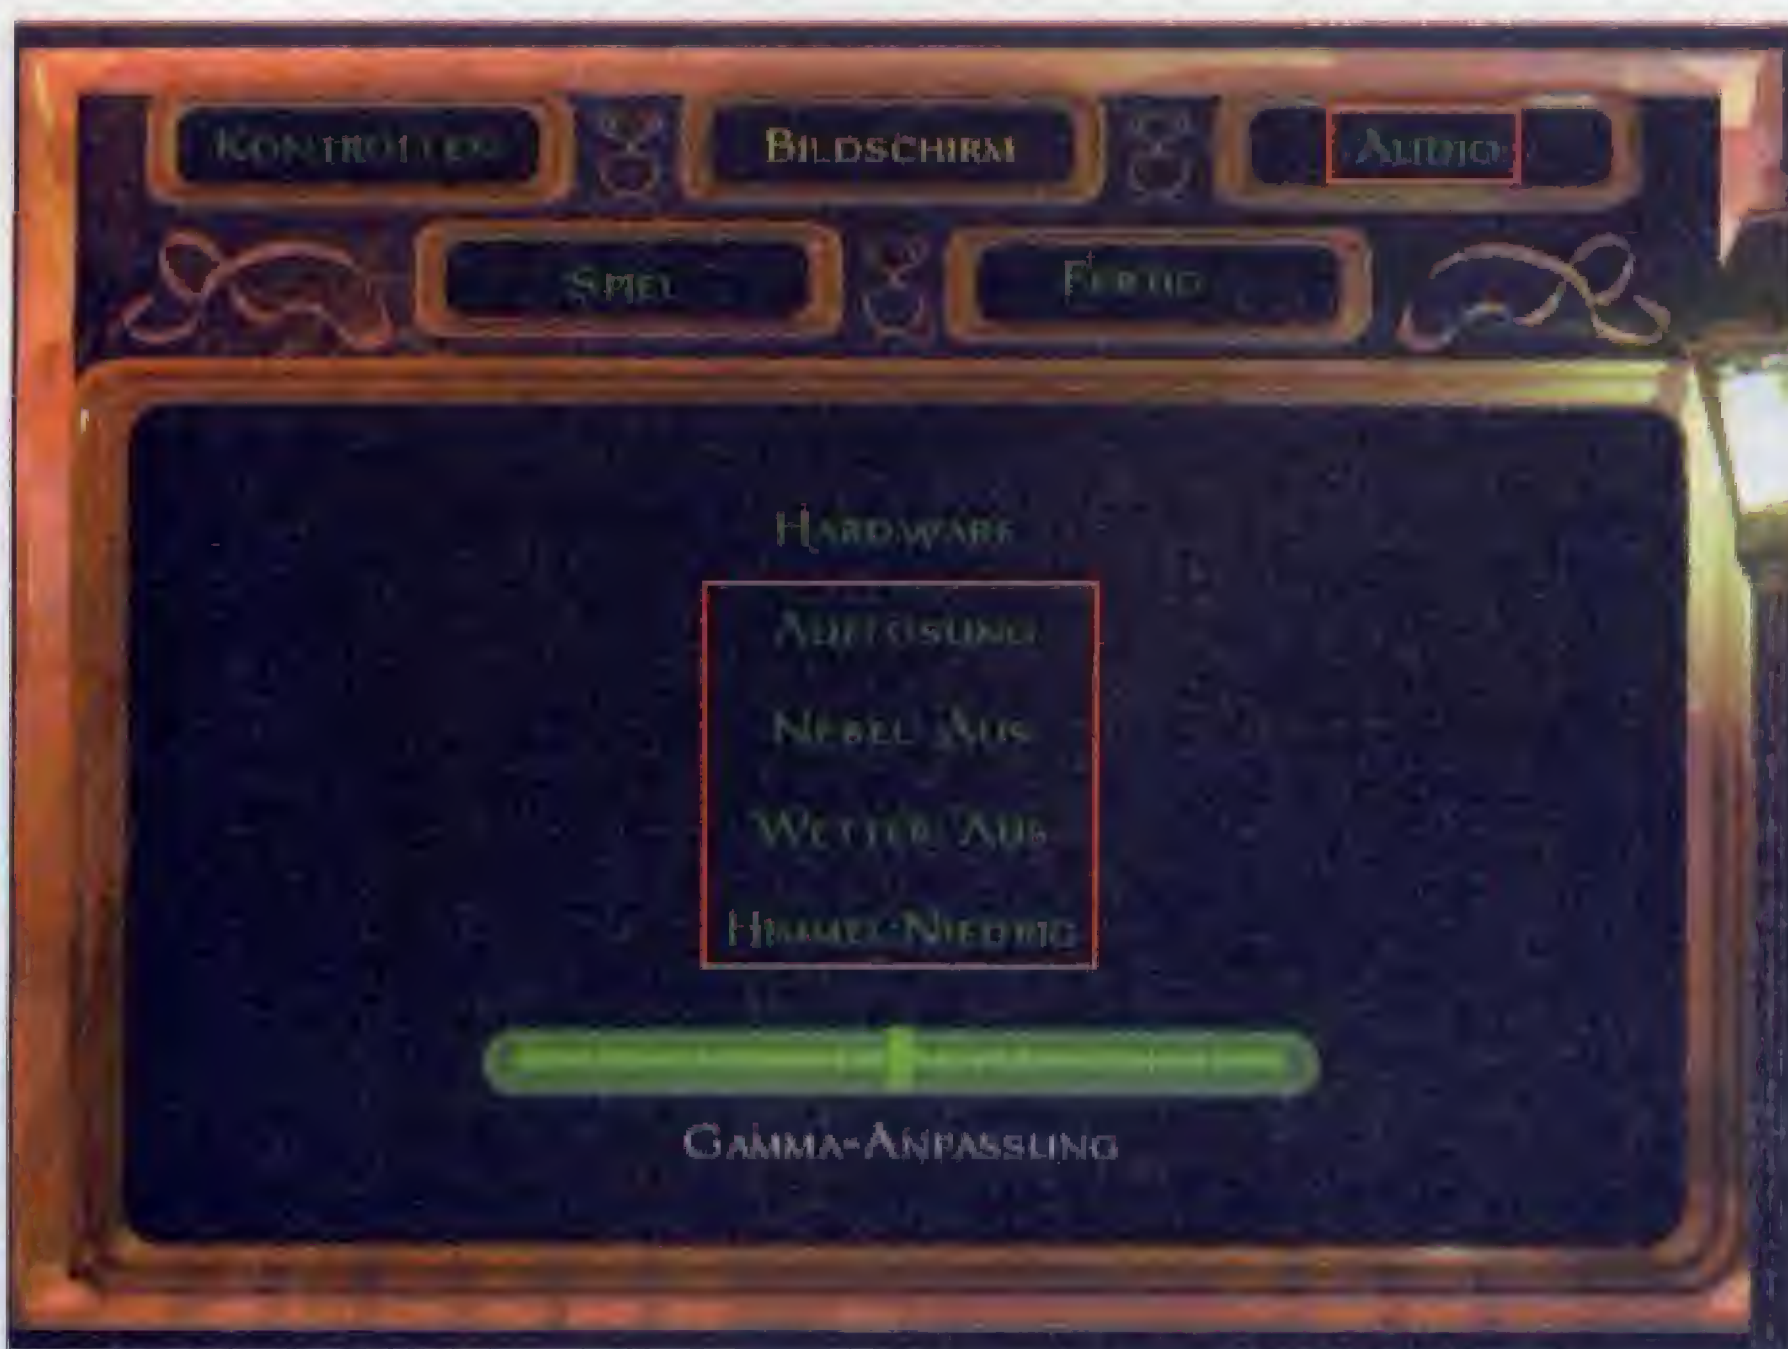 Kontrollen Bildschirm Audio
Spiel Fertig
Hardware
Auflösung
Nebel Aus
Wetter Aus
Himmel-Niedrig
Gamma-Anpassung